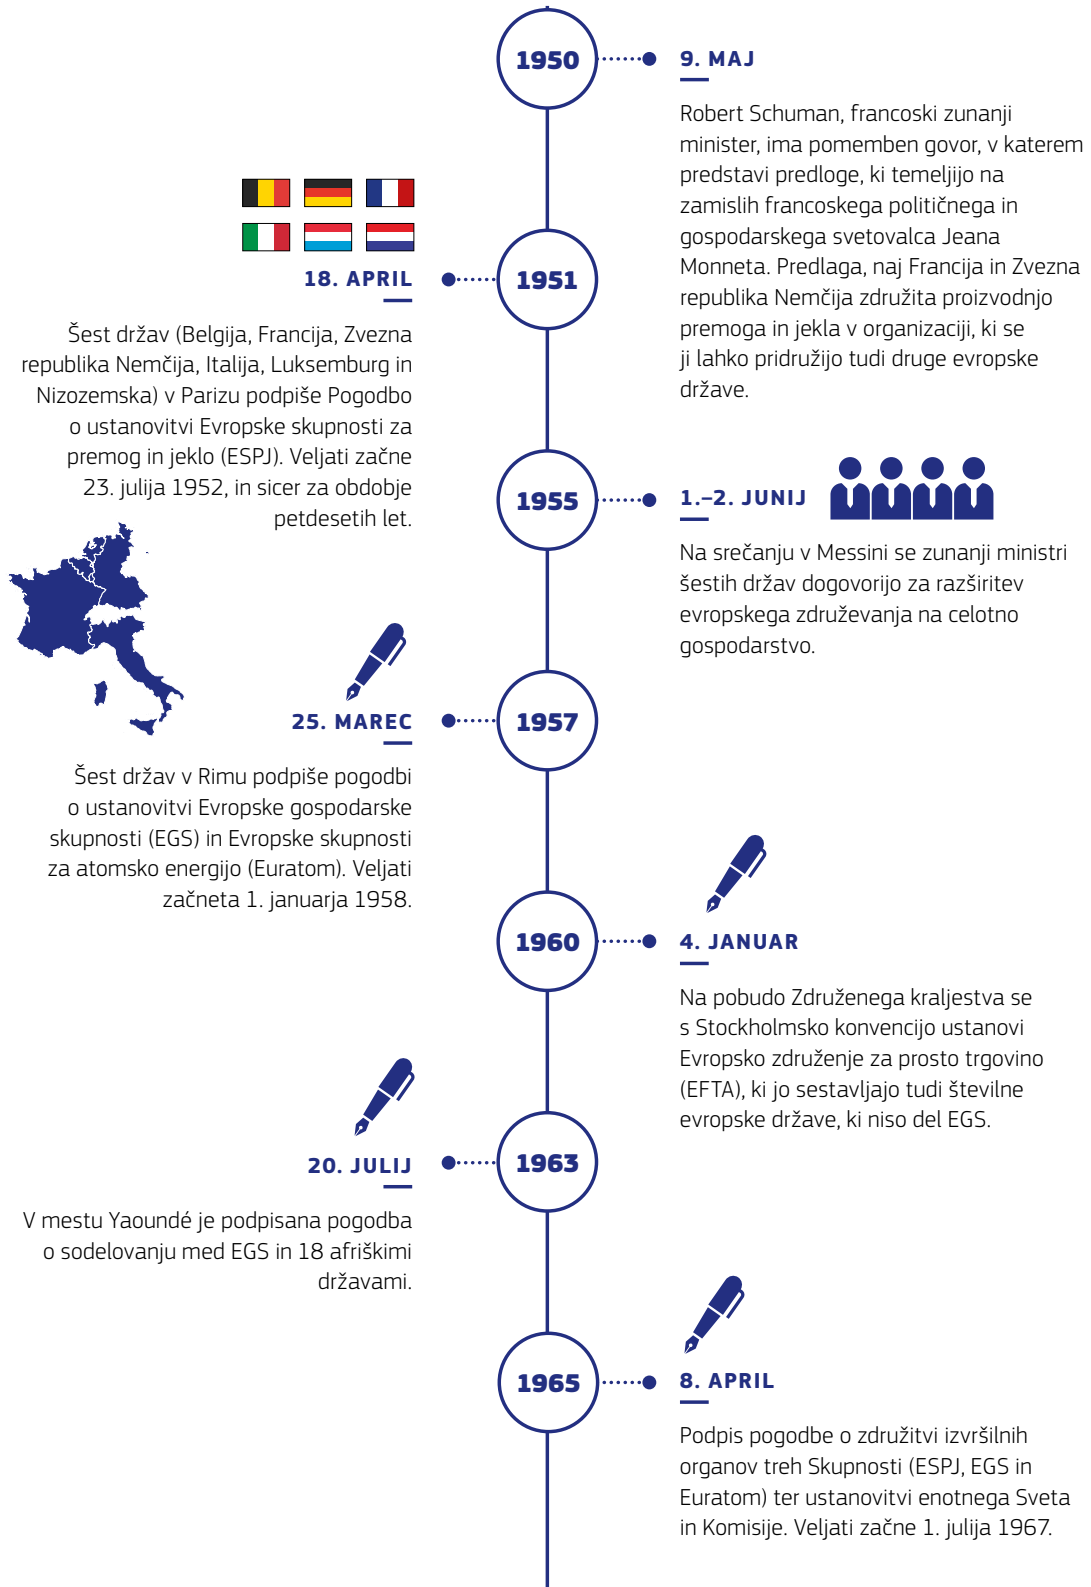 1950
9. MAJ
Robert Schuman, francoski zunanji
minister, ima pomemben govor, v katerem
predstavi predloge, ki temeljijo na
zamislih francoskega političnega in
gospodarskega svetovalca Jeana
Monneta. Predlaga, naj Francija in Zvezna
republika Nemčija združita proizvodnjo
premoga in jekla v organizaciji, ki se
ji lahko pridružijo tudi druge evropske
države.
1951
18. APRIL
Šest držav (Belgija, Francija, Zvezna
republika Nemčija, Italija, Luksemburg in
Nizozemska) v Parizu podpiše Pogodbo
o ustanovitvi Evropske skupnosti za
premog in jeklo (ESPJ). Veljati začne
23. julija 1952, in sicer za obdobje
petdesetih let.
1955
1.–2. JUNIJ
Na srečanju v Messini se zunanji ministri
šestih držav dogovorijo za razširitev
evropskega združevanja na celotno
gospodarstvo.
1957
25. MAREC
Šest držav v Rimu podpiše pogodbi
o ustanovitvi Evropske gospodarske
skupnosti (EGS) in Evropske skupnosti
za atomsko energijo (Euratom). Veljati
začneta 1. januarja 1958.
1960
4. JANUAR
Na pobudo Združenega kraljestva se
s Stockholmsko konvencijo ustanovi
Evropsko združenje za prosto trgovino
(EFTA), ki jo sestavljajo tudi številne
evropske države, ki niso del EGS.
1963
20. JULIJ
V mestu Yaoundé je podpisana pogodba
o sodelovanju med EGS in 18 afriškimi
državami.
1965
8. APRIL
Podpis pogodbe o združitvi izvršilnih
organov treh Skupnosti (ESPJ, EGS in
Euratom) ter ustanovitvi enotnega Sveta
in Komisije. Veljati začne 1. julija 1967.